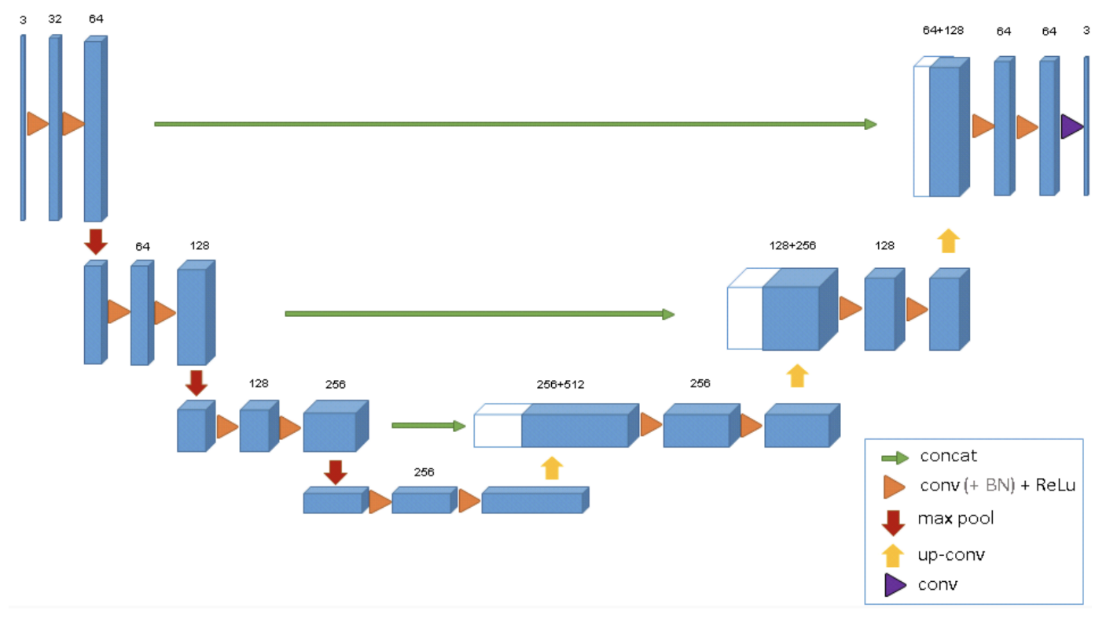 3 32 64
64+128 64 64 3
64 128
128+256 128
128 256
256+512 256
256
concat
conv (+ BN) + ReLu
max pool
up-conv
conv